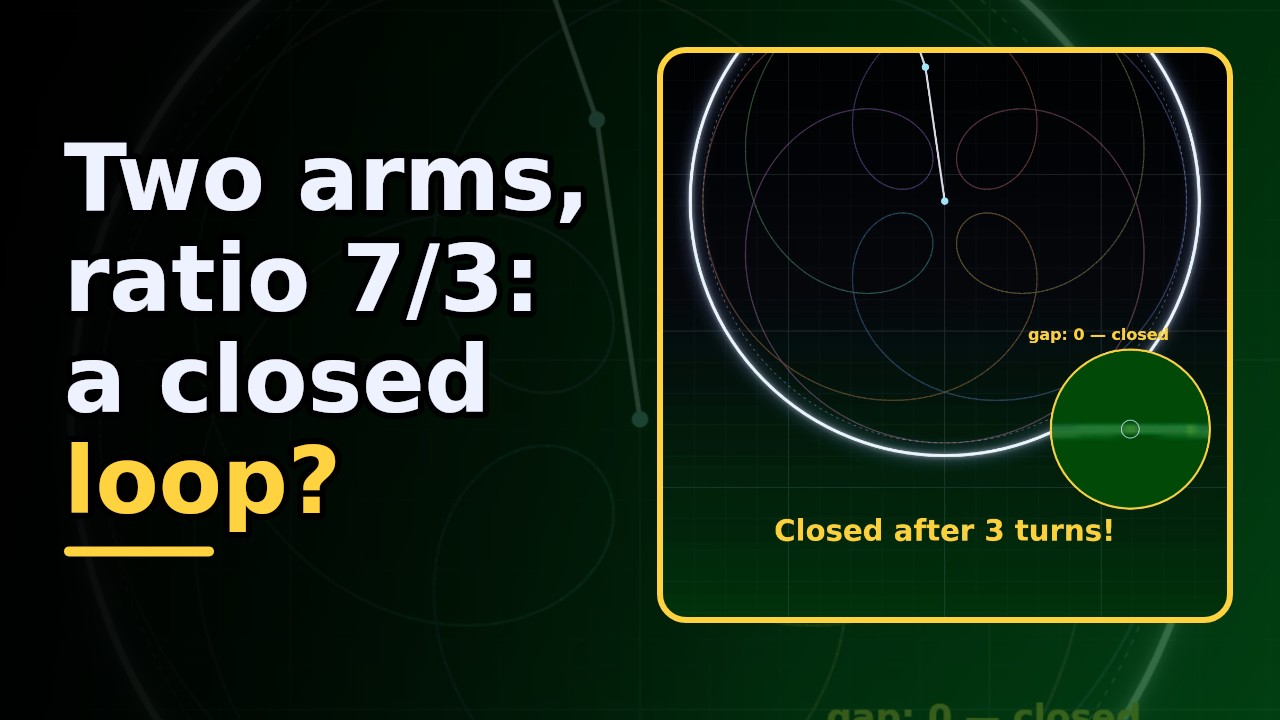 Two arms,
ratio 7/3:
a closed
loop?
gap: 0 — closed
Closed after 3 turns!
gap: 0 — closed